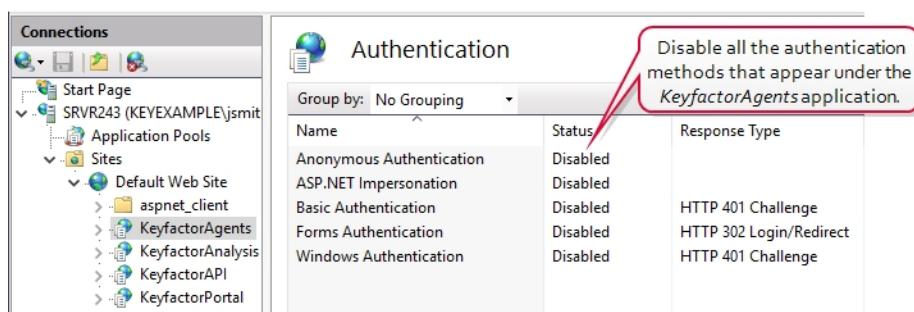 Connections
Start Page
SRVR243 (KEYEXAMPLE\jsmit
Application Pools
Sites
Default Web Site
aspnet_client
KeyfactorAgents
KeyfactorAnalysis
KeyfactorAPI
KeyfactorPortal
Authentication
Disable all the authentication
methods that appear under the
KeyfactorAgents application.
Group by: No Grouping
Name Status Response Type
Anonymous Authentication Disabled
ASP.NET Impersonation Disabled
Basic Authentication Disabled HTTP 401 Challenge
Forms Authentication Disabled HTTP 302 Login/Redirect
Windows Authentication Disabled HTTP 401 Challenge